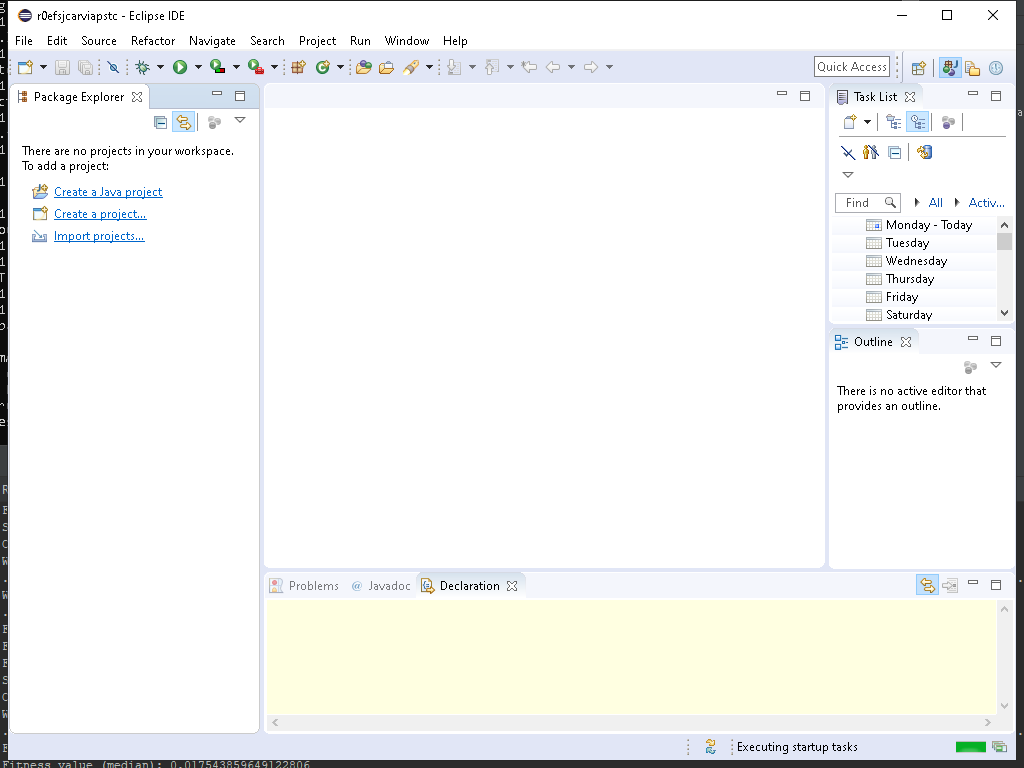 r0efsjcarviapstc - Eclipse IDE
File Edit Source Refactor Navigate Search Project Run Window Help
Quick Access
Package Explorer
Task List
There are no projects in your workspace.
To add a project:
Create a Java project
Create a project...
Import projects...
Find All Activ...
Monday - Today
Tuesday
Wednesday
Thursday
Friday
Saturday
Outline
There is no active editor that
provides an outline.
Problems @ Javadoc Declaration
Executing startup tasks
Fitness value (median): 0.017543859649122806